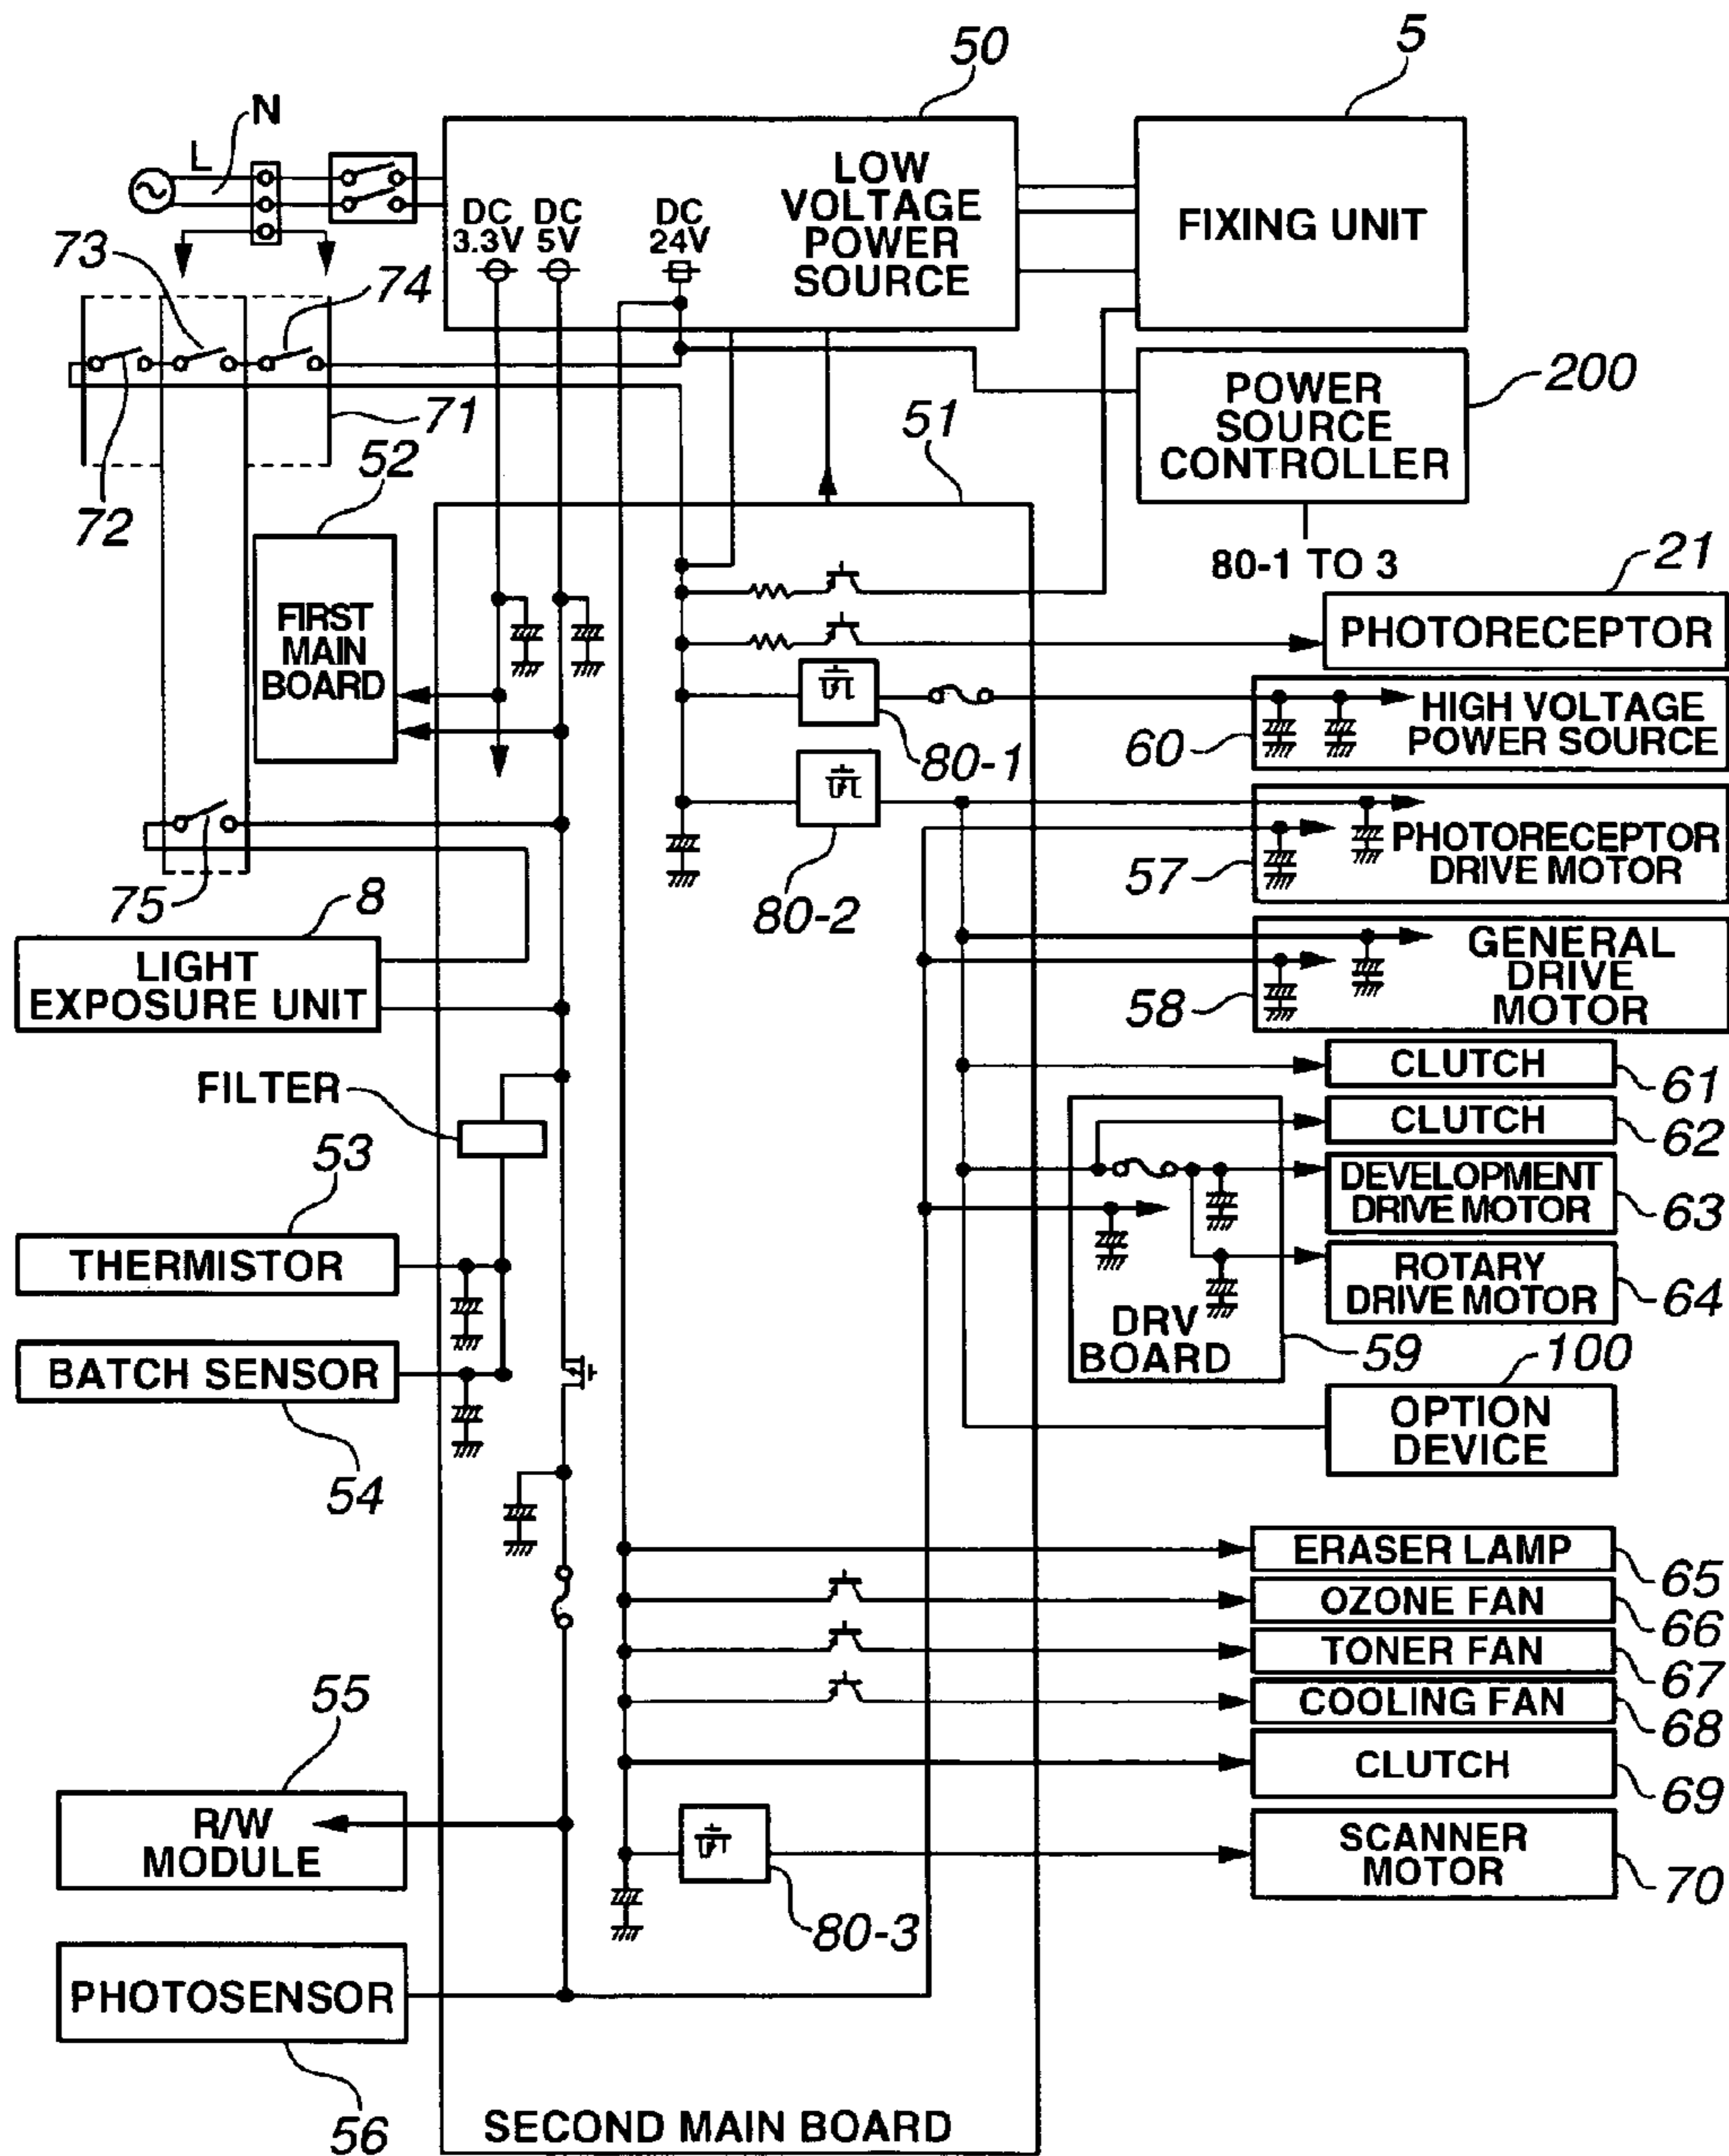 50
5
N
L
LOW
VOLTAGE
POWER
SOURCE
DC
3.3V
DC
5V
DC
24V
FIXING UNIT
73
74
POWER
SOURCE
CONTROLLER
200
71
51
52
72
80-1 TO 3
21
FIRST
MAIN
BOARD
PHOTORECEPTOR
HIGH VOLTAGE
POWER SOURCE
80-1
60
PHOTORECEPTOR
DRIVE MOTOR
57
75
8
80-2
LIGHT
EXPOSURE UNIT
GENERAL
DRIVE
MOTOR
58
CLUTCH
61
FILTER
CLUTCH
62
53
DEVELOPMENT
DRIVE MOTOR
63
THERMISTOR
ROTARY
DRIVE MOTOR
64
DRV
BOARD
59
BATCH SENSOR
100
OPTION
DEVICE
54
ERASER LAMP
65
OZONE FAN
66
TONER FAN
67
55
COOLING FAN
68
CLUTCH
69
R/W
MODULE
SCANNER
MOTOR
70
80-3
PHOTOSENSOR
56
SECOND MAIN BOARD